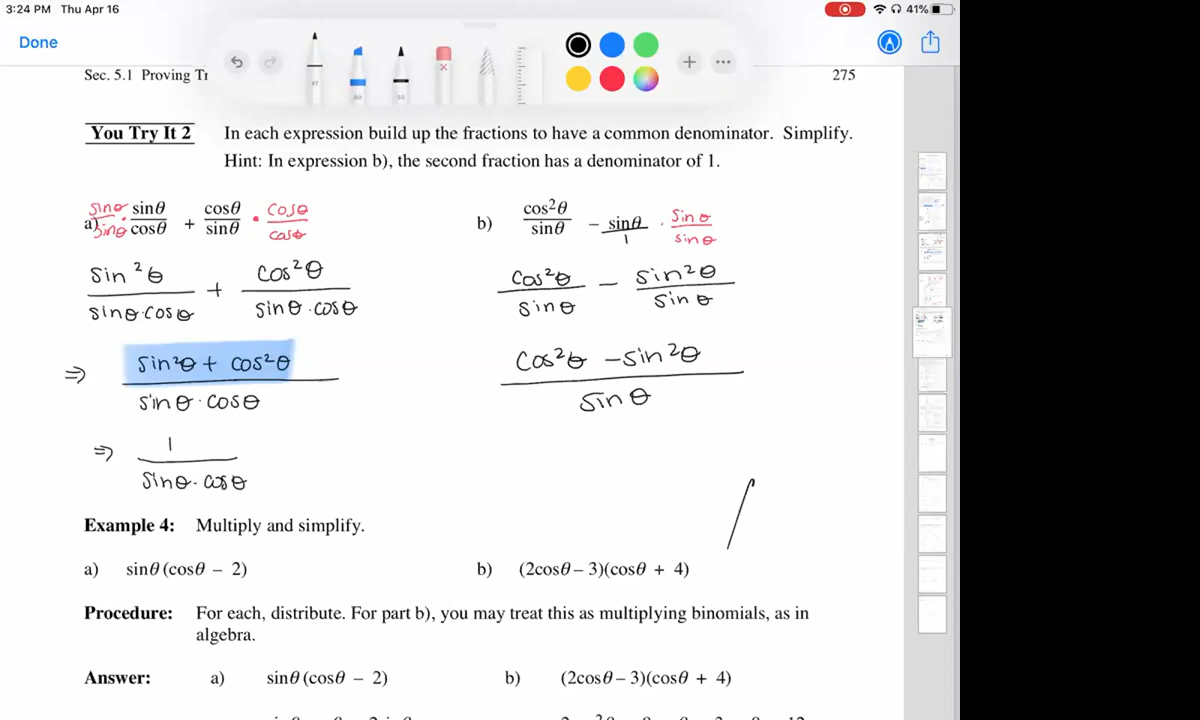 3:24 PM Thu Apr 16 41%
Done
Sec. 5.1 Proving Tr 275
You Try It 2 In each expression build up the fractions to have a common denominator. Simplify.
Hint: In expression b), the second fraction has a denominator of 1.
a) sinθ/sinθ · sinθ/cosθ + cosθ/sinθ · cosθ/cosθ
b) cos²θ/sinθ − sinθ/1 · sinθ/sinθ
sin²θ/sinθ·cosθ + cos²θ/sinθ·cosθ
cos²θ/sinθ − sin²θ/sinθ
⇒ sin²θ + cos²θ/sinθ·cosθ
cos²θ − sin²θ/sinθ
⇒ 1/sinθ·cosθ
Example 4: Multiply and simplify.
a) sinθ (cosθ − 2) b) (2cosθ − 3)(cosθ + 4)
Procedure: For each, distribute. For part b), you may treat this as multiplying binomials, as in
algebra.
Answer: a) sinθ (cosθ − 2) b) (2cosθ − 3)(cosθ + 4)